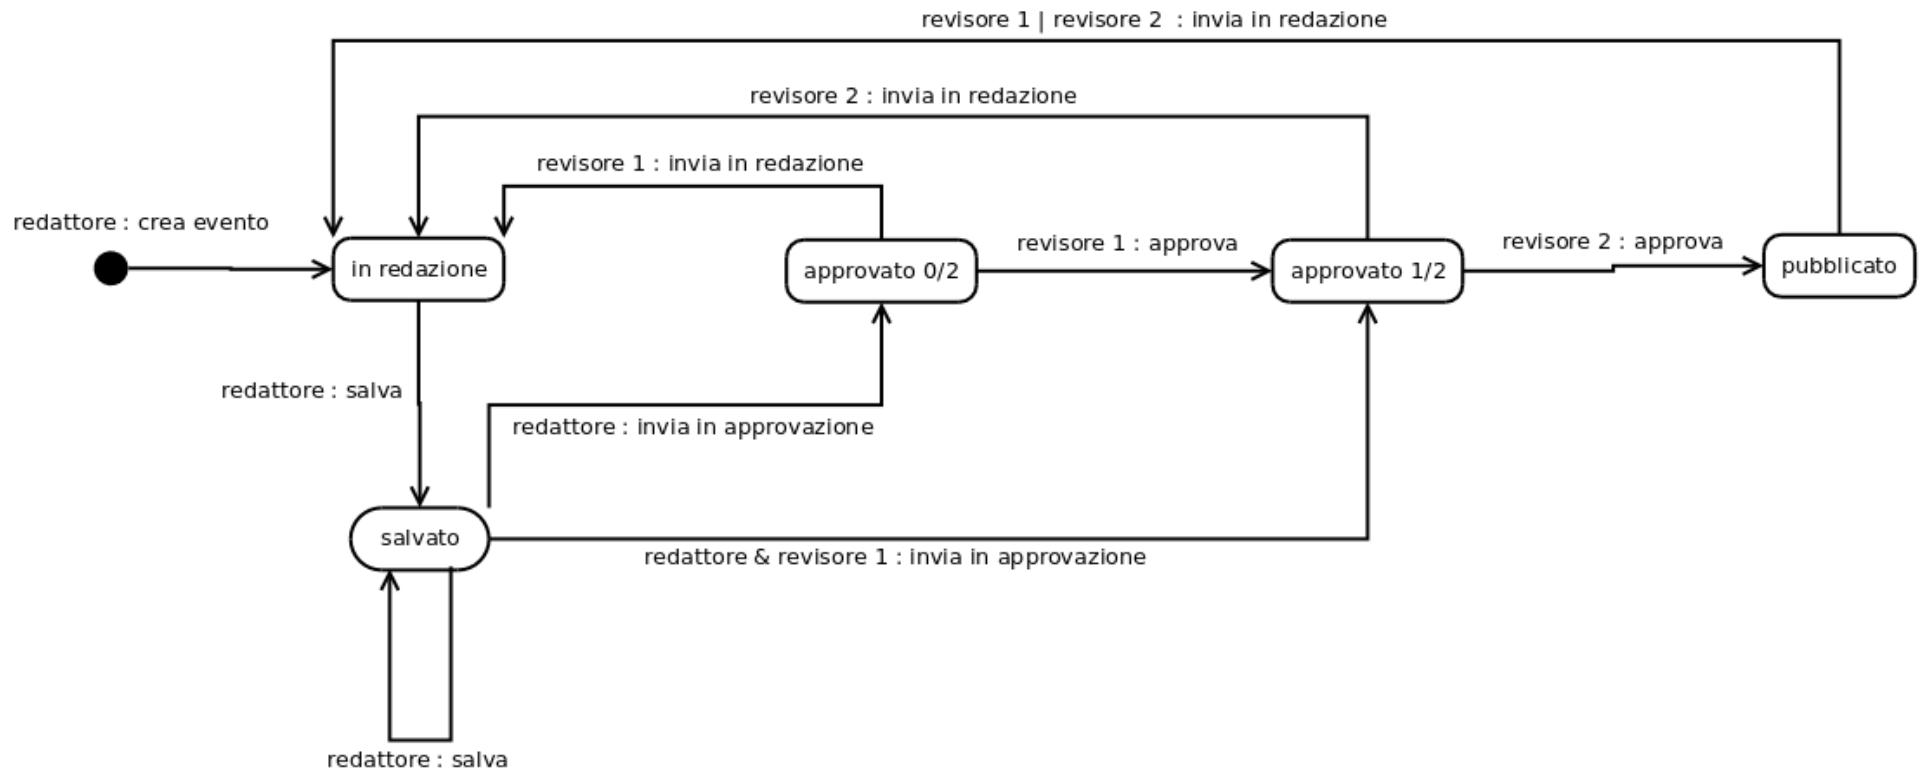 revisore 1 | revisore 2  : invia in redazione
revisore 2 : invia in redazione
revisore 1 : invia in redazione
redattore : crea evento
revisore 1 : approva
revisore 2 : approva
in redazione
approvato 0/2
approvato 1/2
pubblicato
redattore : salva
redattore : invia in approvazione
salvato
redattore & revisore 1 : invia in approvazione
redattore : salva